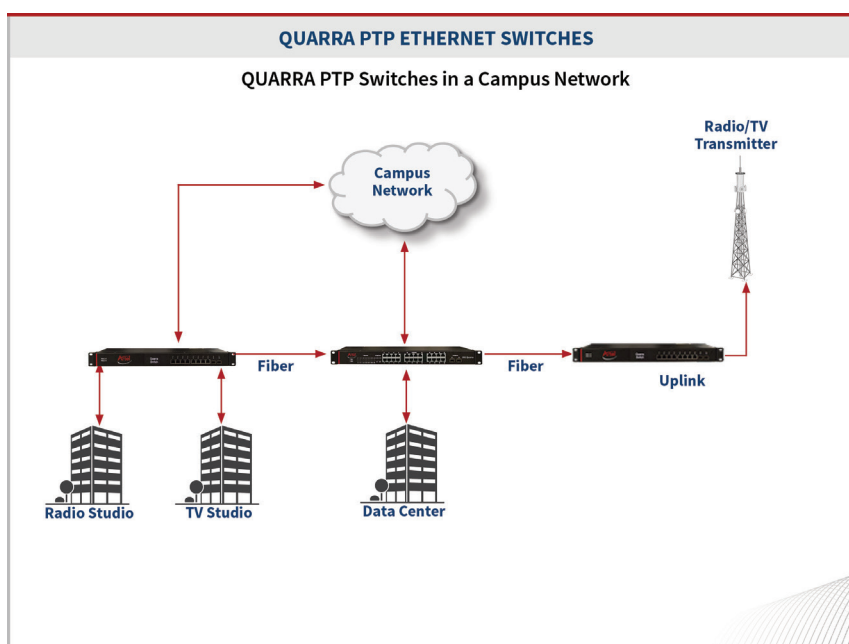 QUARRA PTP ETHERNET SWITCHES
QUARRA PTP Switches in a Campus Network
Radio/TV
Transmitter
Campus
Network
Fiber
Fiber
Uplink
Radio Studio
TV Studio
Data Center